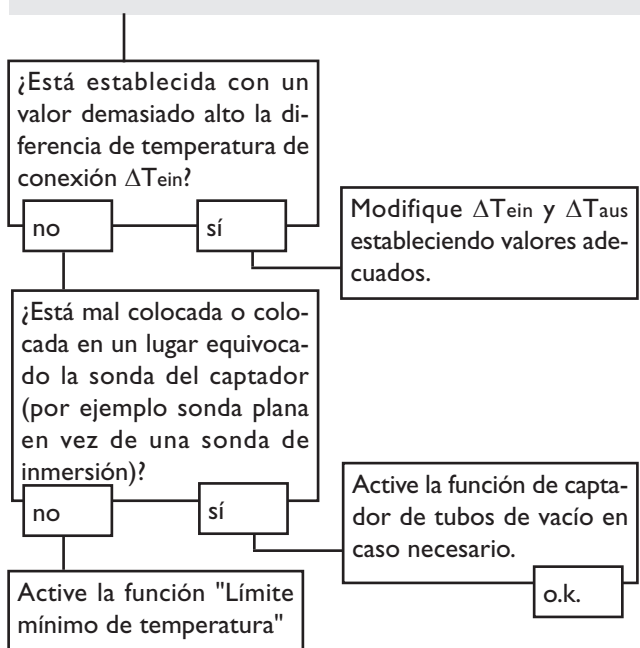 ¿Está establecida con un
valor demasiado alto la di-
ferencia de temperatura de
conexión ΔTein?
no
sí
Modifique ΔTein y ΔTaus
estableciendo valores ade-
cuados.
¿Está mal colocada o colo-
cada en un lugar equivoca-
do la sonda del captador
(por ejemplo sonda plana
en vez de una sonda de
inmersión)?
no
sí
Active la función de capta-
dor de tubos de vacío en
caso necesario.
o.k.
Active la función "Límite
mínimo de temperatura"